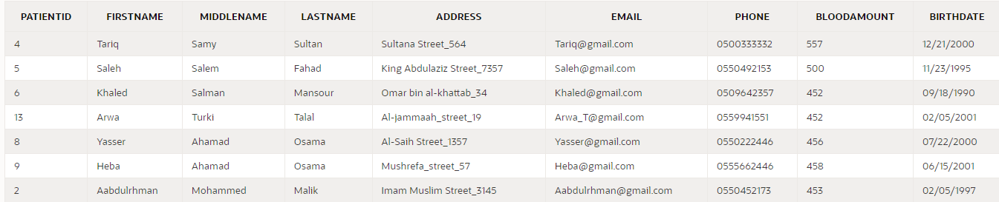 PATIENTID FIRSTNAME MIDDLENAME LASTNAME ADDRESS EMAIL PHONE BLOODAMOUNT BIRTHDATE
4 Tariq Samy Sultan Sultana Street_564 Tariq@gmail.com 0500333332 557 12/21/2000
5 Saleh Salem Fahad King Abdulaziz Street_7357 Saleh@gmail.com 0550492153 500 11/23/1995
6 Khaled Salman Mansour Omar bin al-khattab_34 Khaled@gmail.com 0509642357 452 09/18/1990
13 Arwa Turki Talal Al-jammaah_street_19 Arwa_T@gmail.com 0559941551 452 02/05/2001
8 Yasser Ahamad Osama Al-Saih Street_1357 Yasser@gmail.com 0550222446 456 07/22/2000
9 Heba Ahamad Osama Mushrefa_street_57 Heba@gmail.com 0555662446 458 06/15/2001
2 Aabdulrhman Mohammed Malik Imam Muslim Street_3145 Aabdulrhman@gmail.com 0550452173 453 02/05/1997